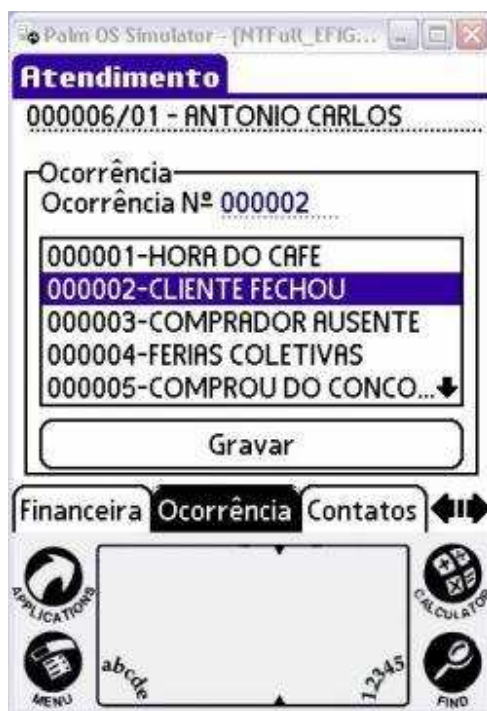 Palm OS Simulator - [NTFull_EFIG...
Atendimento
000006/01 - ANTONIO CARLOS
Ocorrência
Ocorrência Nº 000002
000001-HORA DO CAFE
000002-CLIENTE FECHOU
000003-COMPRADOR AUSENTE
000004-FERIAS COLETIVAS
000005-COMPROU DO CONCO...
Gravar
Financeira Ocorrência Contatos
APPLICATIONS CALCULATOR
MENU abcde 12345 FIND